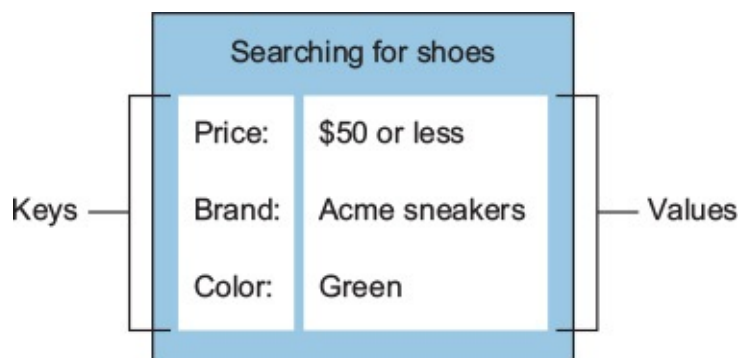 Searching for shoes
Price: $50 or less
Keys Brand: Acme sneakers Values
Color: Green